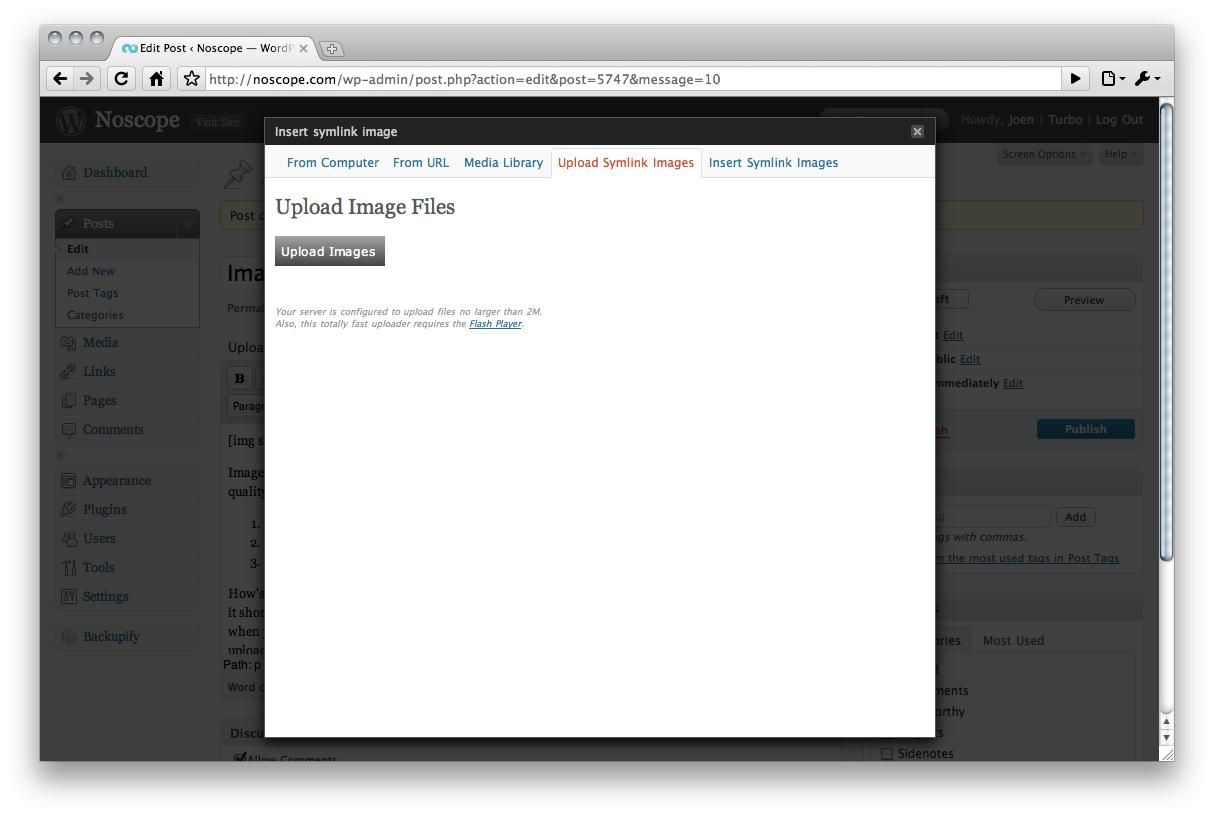 Edit Post ‹ Noscope — WordP
http://noscope.com/wp-admin/post.php?action=edit&post=5747&message=10
Noscope Visit Site
Howdy, Joen | Turbo | Log Out
Screen Options Help
Insert symlink image
From Computer From URL Media Library Upload Symlink Images Insert Symlink Images
Upload Image Files
Upload Images
Your server is configured to upload files no larger than 2M.
Also, this totally fast uploader requires the Flash Player.
Dashboard
Posts
Edit
Add New
Post Tags
Categories
Media
Links
Pages
Comments
Appearance
Plugins
Users
Tools
Settings
Backupify
Post
Ima
Perma
Uploa
B
Paragr
[img s
Image
quality
1.
2.
3.
How's
it shor
when
upload
Path: p
Word c
Discu
Allow Comments
aft Preview
Edit
blic Edit
mmediately Edit
sh Publish
Add
gs with commas.
m the most used tags in Post Tags
ories Most Used
ments
orthy
s
Sidenotes